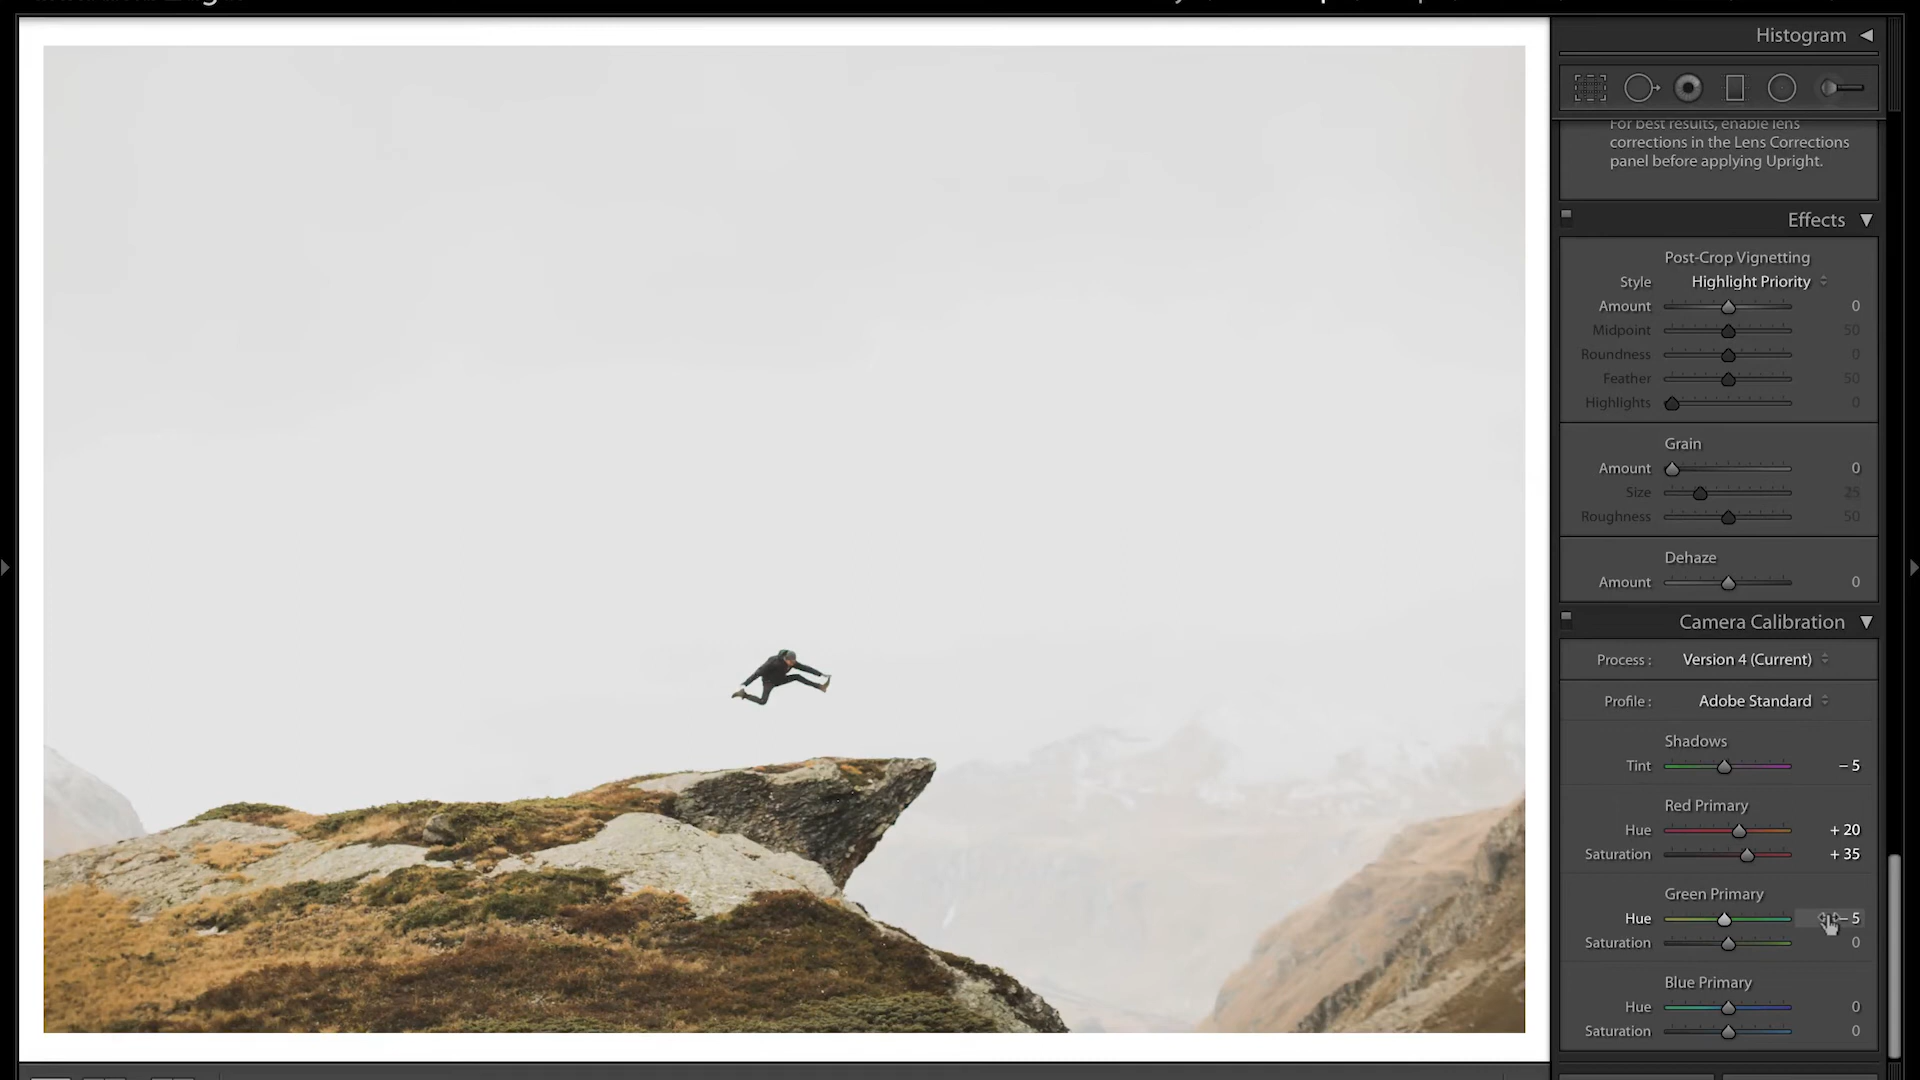 Histogram
For best results, enable lens
corrections in the Lens Corrections
panel before applying Upright.
Effects
Post-Crop Vignetting
Style Highlight Priority
Amount 0
Midpoint 50
Roundness 0
Feather 50
Highlights 0
Grain
Amount 0
Size 25
Roughness 50
Dehaze
Amount 0
Camera Calibration
Process : Version 4 (Current)
Profile : Adobe Standard
Shadows
Tint – 5
Red Primary
Hue + 20
Saturation + 35
Green Primary
Hue – 5
Saturation 0
Blue Primary
Hue 0
Saturation 0